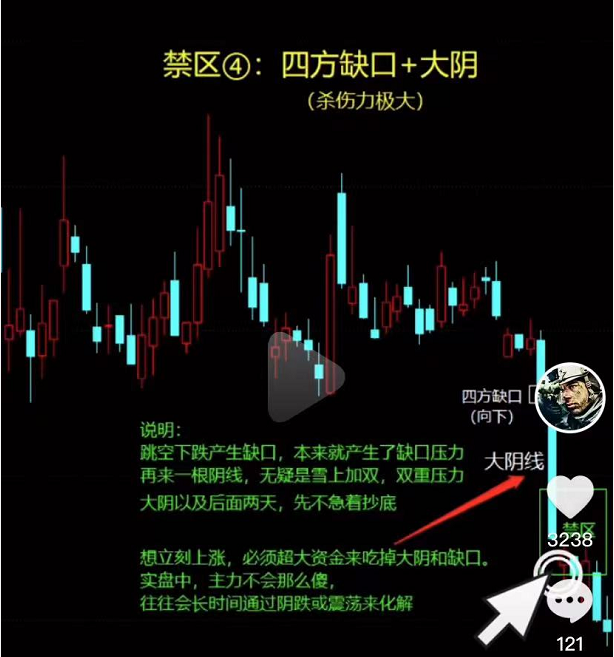 禁区④：四方缺口+大阴
（杀伤力极大）
四方缺口
（向下）
说明：
跳空下跌产生缺口，本来就产生了缺口压力
再来一根阴线，无疑是雪上加双，双重压力
大阴以及后面两天，先不急着抄底
大阴线
禁区
3238
想立刻上涨，必须超大资金来吃掉大阴和缺口。
实盘中，主力不会那么傻，
往往会长时间通过阴跌或震荡来化解
121